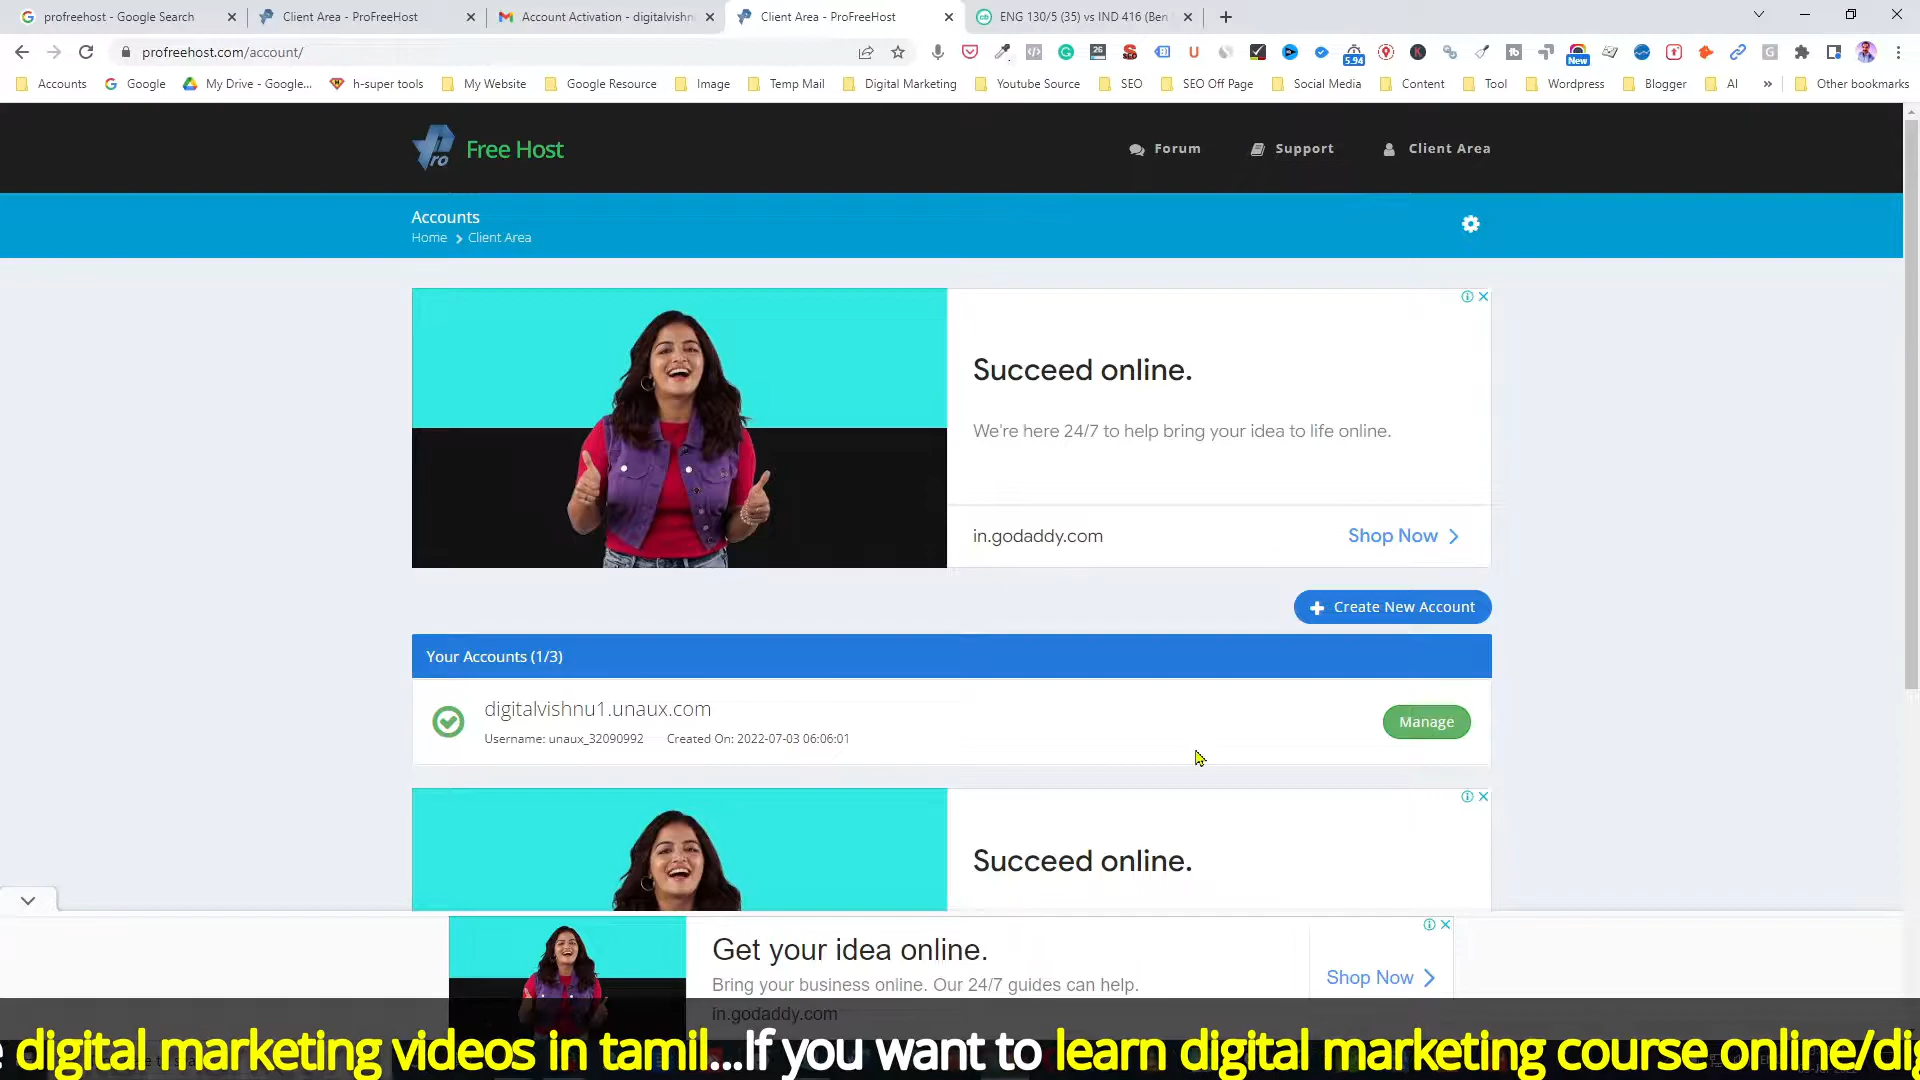 profreehost - Google Search
Client Area - ProFreeHost
Account Activation - digitalvishn
Client Area - ProFreeHost
ENG 130/5 (35) vs IND 416 (Ben
profreehost.com/account/
26
5.94
New
Accounts
Google
My Drive - Google...
h-super tools
My Website
Google Resource
Image
Temp Mail
Digital Marketing
Youtube Source
SEO
SEO Off Page
Social Media
Content
Tool
Wordpress
Blogger
AI
»
Other bookmarks
ro Free Host
Forum
Support
Client Area
Accounts
Home > Client Area
Succeed online.
We're here 24/7 to help bring your idea to life online.
in.godaddy.com
Shop Now >
+ Create New Account
Your Accounts (1/3)
digitalvishnu1.unaux.com
Username: unaux_32090992 Created On: 2022-07-03 06:06:01
Manage
Succeed online.
Get your idea online.
Bring your business online. Our 24/7 guides can help.
in.godaddy.com
Shop Now >
e digital marketing videos in tamil...If you want to learn digital marketing course online/dig